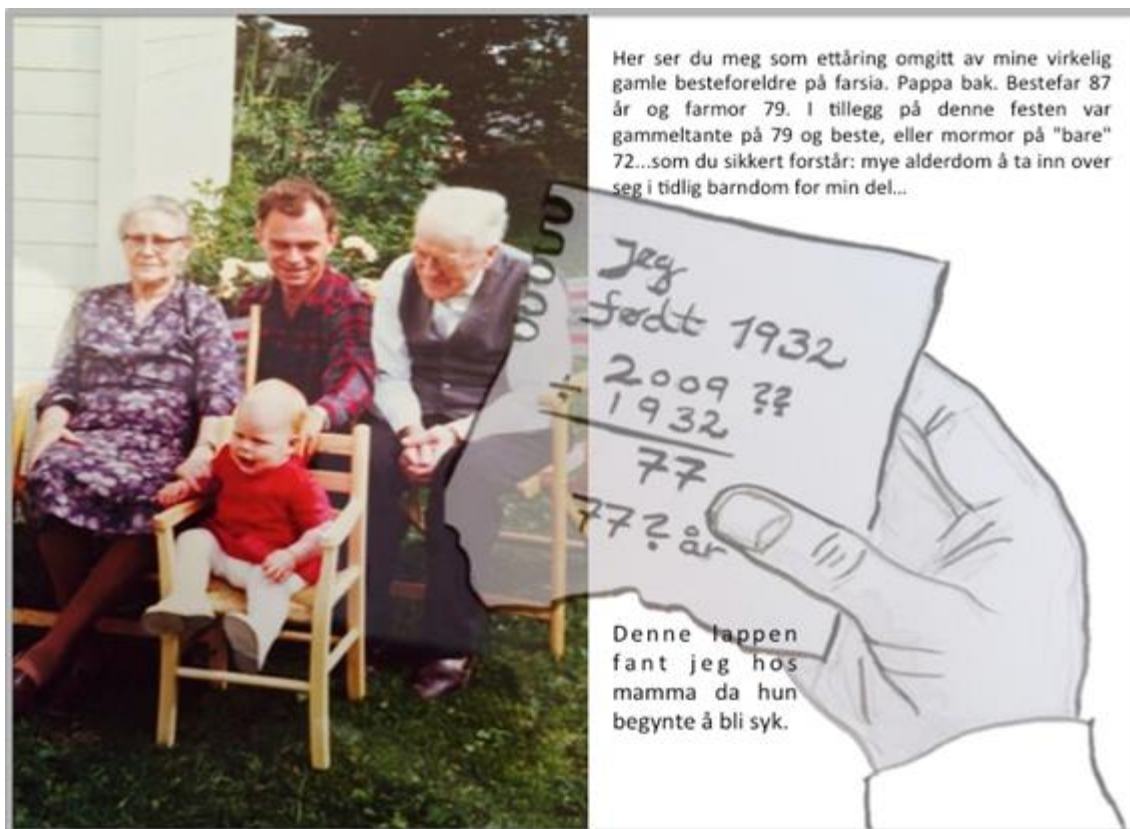 Her ser du meg som ettåring omgitt av mine virkelig
gamle besteforeldre på farsia. Pappa bak. Bestefar 87
år og farmor 79. I tillegg på denne festen var
gammeltante på 79 og beste, eller mormor på "bare"
72...som du sikkert forstår: mye alderdom å ta inn over
seg i tidlig barndom for min del...
Jeg
født 1932
2009 ??
÷ 1932
77
77? år
Denne lappen
fant jeg hos
mamma da hun
begynte å bli syk.